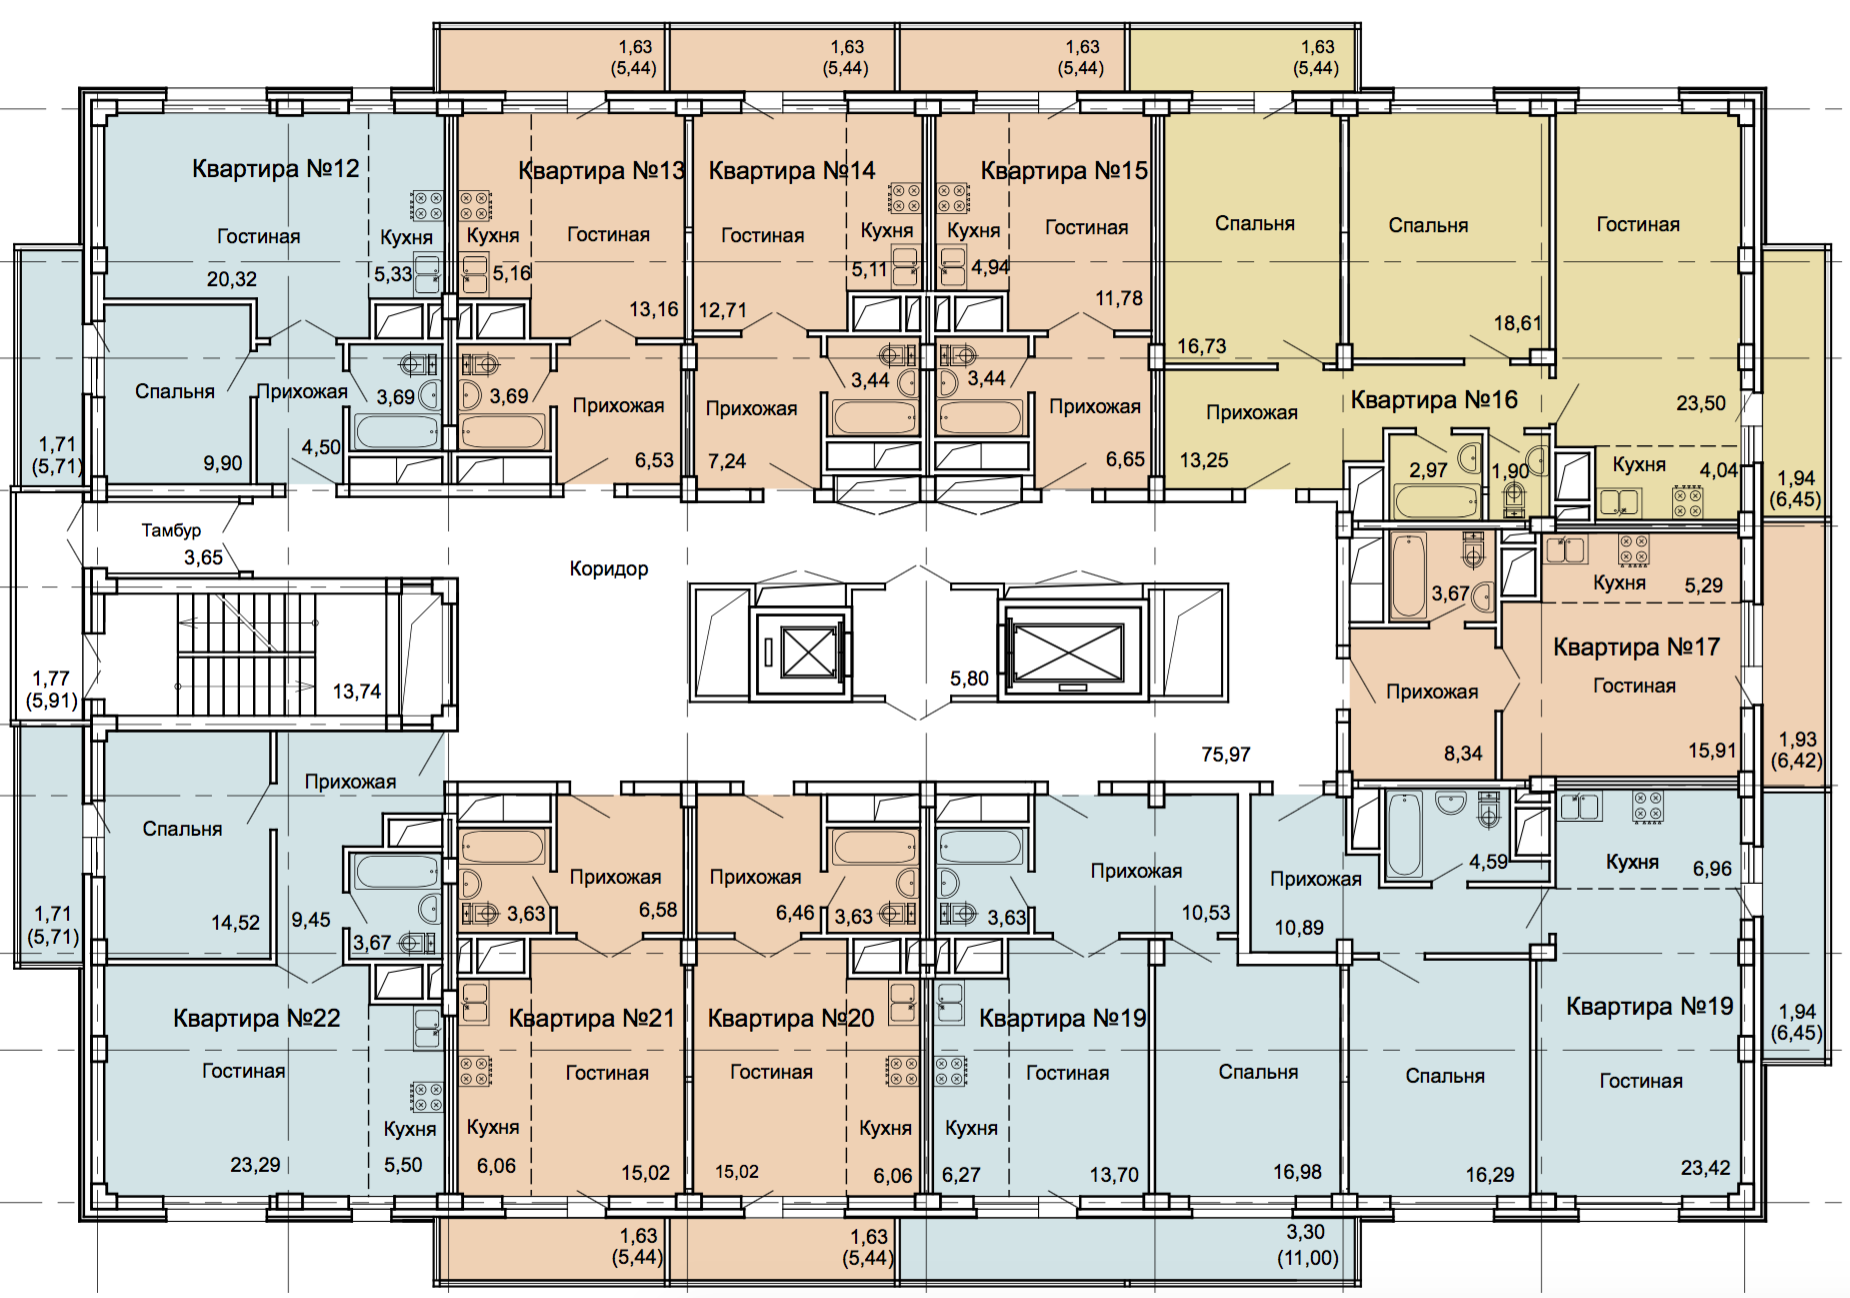 1,63
(5,44)
1,63
(5,44)
1,63
(5,44)
1,63
(5,44)
Квартира №12
Гостиная
20,32
Кухня
5,33
Спальня
9,90
Прихожая
4,50
3,69
1,71
(5,71)
Квартира №13
Кухня
5,16
Гостиная
13,16
3,69
Прихожая
6,53
Квартира №14
Гостиная
12,71
Кухня
5,11
3,44
Прихожая
7,24
Квартира №15
Кухня
4,94
Гостиная
11,78
3,44
Прихожая
6,65
Спальня
16,73
Спальня
18,61
Гостиная
23,50
Квартира №16
Прихожая
13,25
2,97
1,90
Кухня
4,04
1,94
(6,45)
Тамбур
3,65
Коридор
1,77
(5,91)
13,74
5,80
75,97
3,67
Кухня
5,29
Квартира №17
Гостиная
15,91
Прихожая
8,34
1,93
(6,42)
Прихожая
9,45
Спальня
14,52
3,67
1,71
(5,71)
Квартира №22
Гостиная
23,29
Кухня
5,50
3,63
Прихожая
6,58
Квартира №21
Гостиная
15,02
Кухня
6,06
Прихожая
6,46
3,63
Квартира №20
Гостиная
15,02
Кухня
6,06
3,63
Прихожая
10,53
Квартира №19
Гостиная
13,70
Кухня
6,27
Спальня
16,98
Прихожая
10,89
4,59
Кухня
6,96
Квартира №19
Спальня
16,29
Гостиная
23,42
1,94
(6,45)
1,63
(5,44)
1,63
(5,44)
3,30
(11,00)